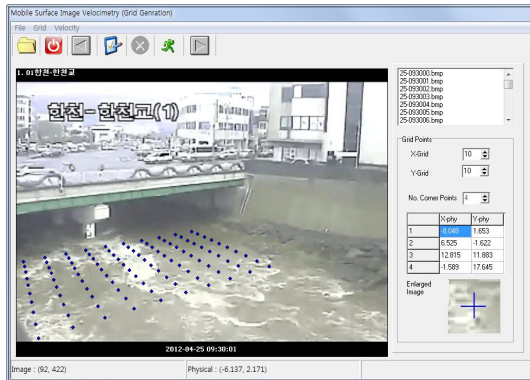 Mobile Surface Image Velocimetry (Grid Genration)
File Grid Velocity
1. 01한천-한천교
한천-한천교(1)
2012-04-25 09:30:01
25-093000.bmp
25-093001.bmp
25-093002.bmp
25-093003.bmp
25-093004.bmp
25-093005.bmp
25-093006.bmp
Grid Points
X-Grid 10
Y-Grid 10
No. Corner Points 4
X-phy Y-phy
1 -8.048 1.653
2 6.525 -1.622
3 12.815 11.883
4 -1.589 17.645
Enlarged
Image
Image : (92, 422) Physical : (-6.137, 2.171)